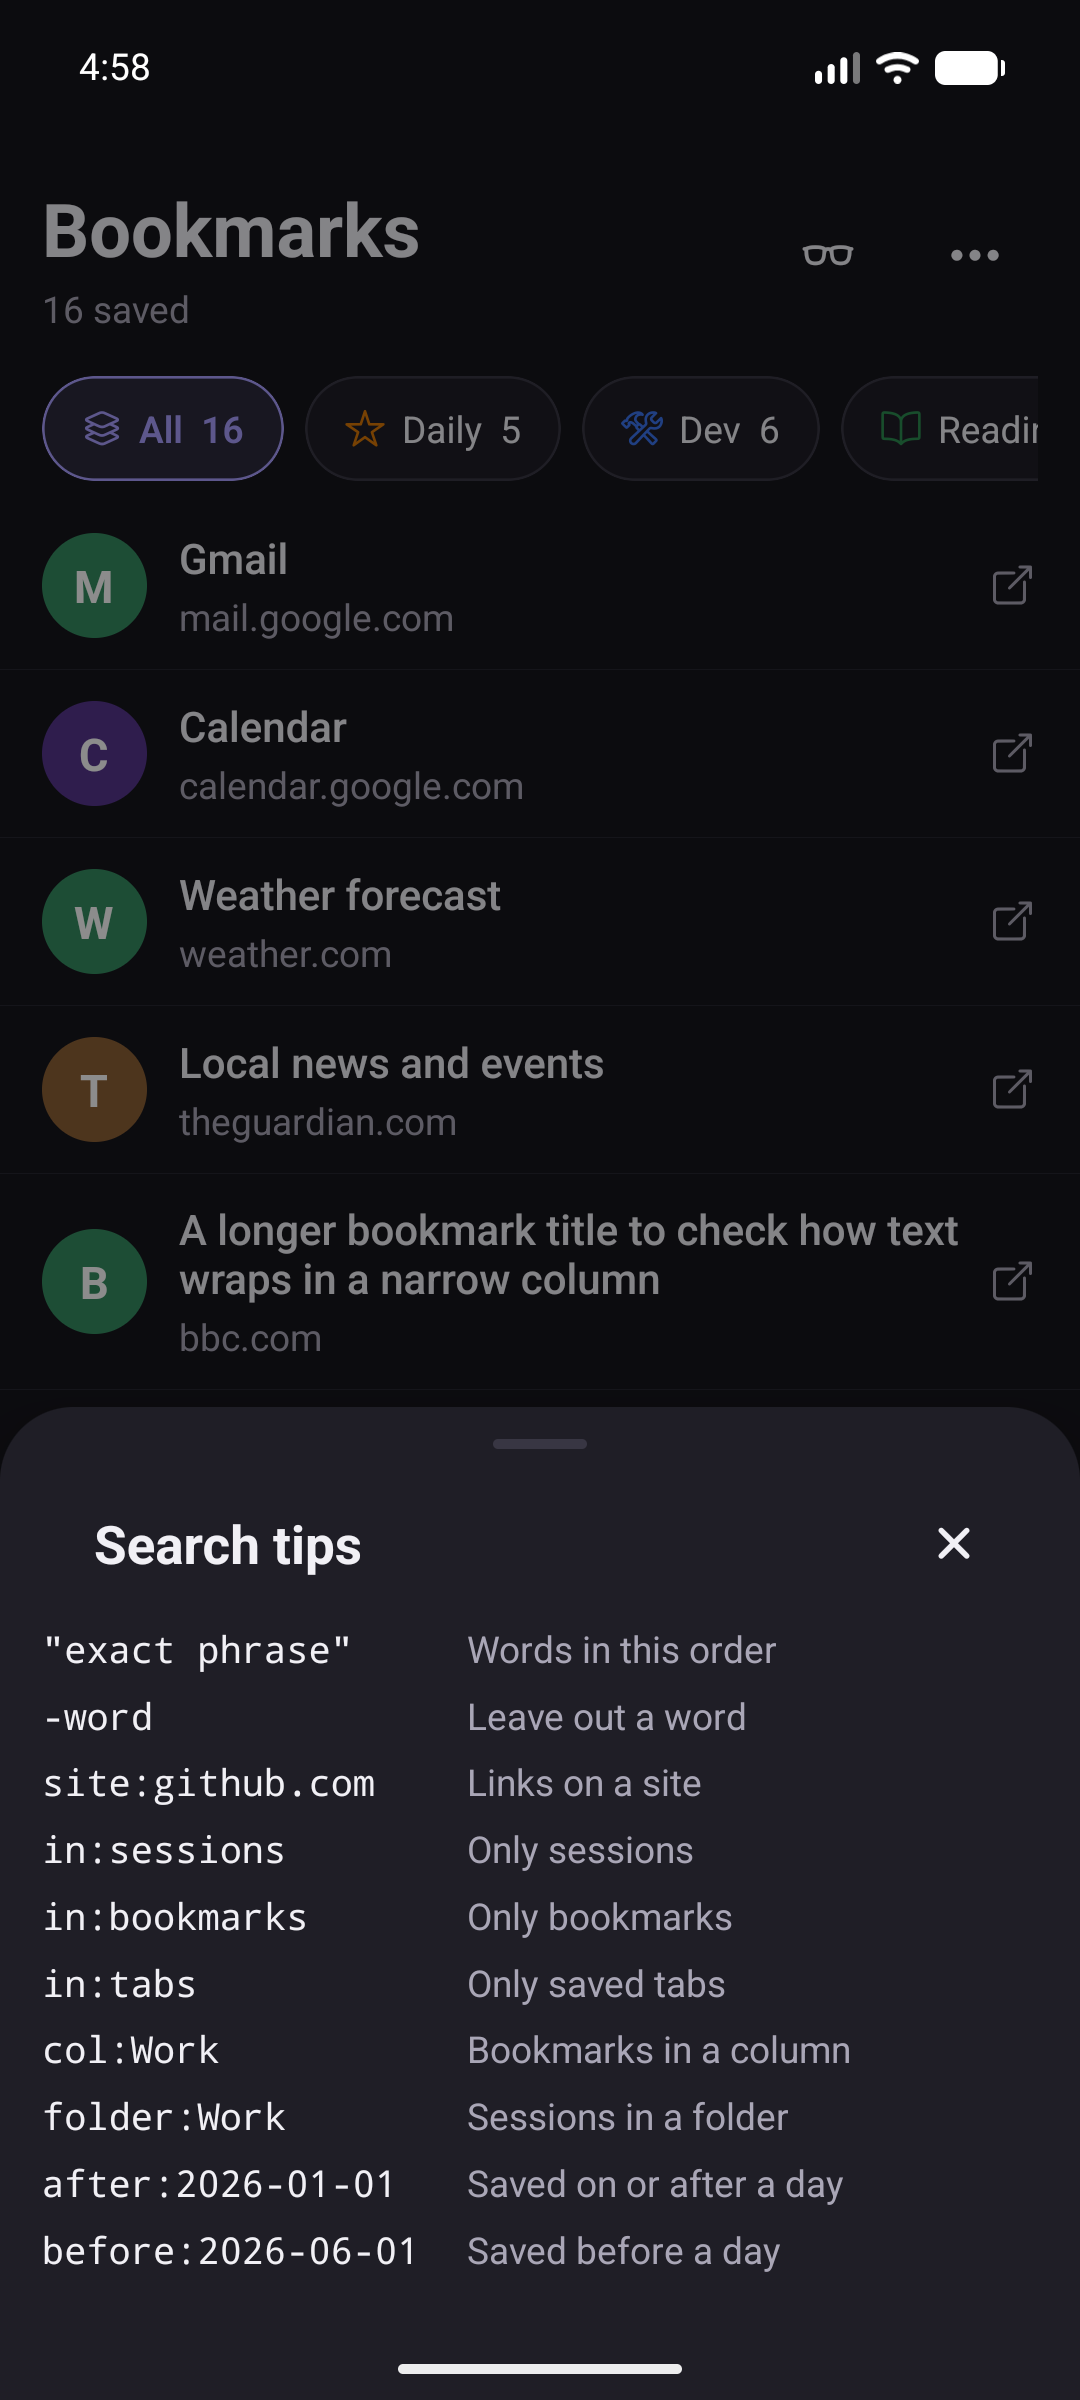 4:58
Bookmarks
16 saved
All 16
Daily 5
Dev 6
Readin
M
Gmail
mail.google.com
C
Calendar
calendar.google.com
W
Weather forecast
weather.com
T
Local news and events
theguardian.com
B
A longer bookmark title to check how text
wraps in a narrow column
bbc.com
Search tips
"exact phrase" Words in this order
-word Leave out a word
site:github.com Links on a site
in:sessions Only sessions
in:bookmarks Only bookmarks
in:tabs Only saved tabs
col:Work Bookmarks in a column
folder:Work Sessions in a folder
after:2026-01-01 Saved on or after a day
before:2026-06-01 Saved before a day